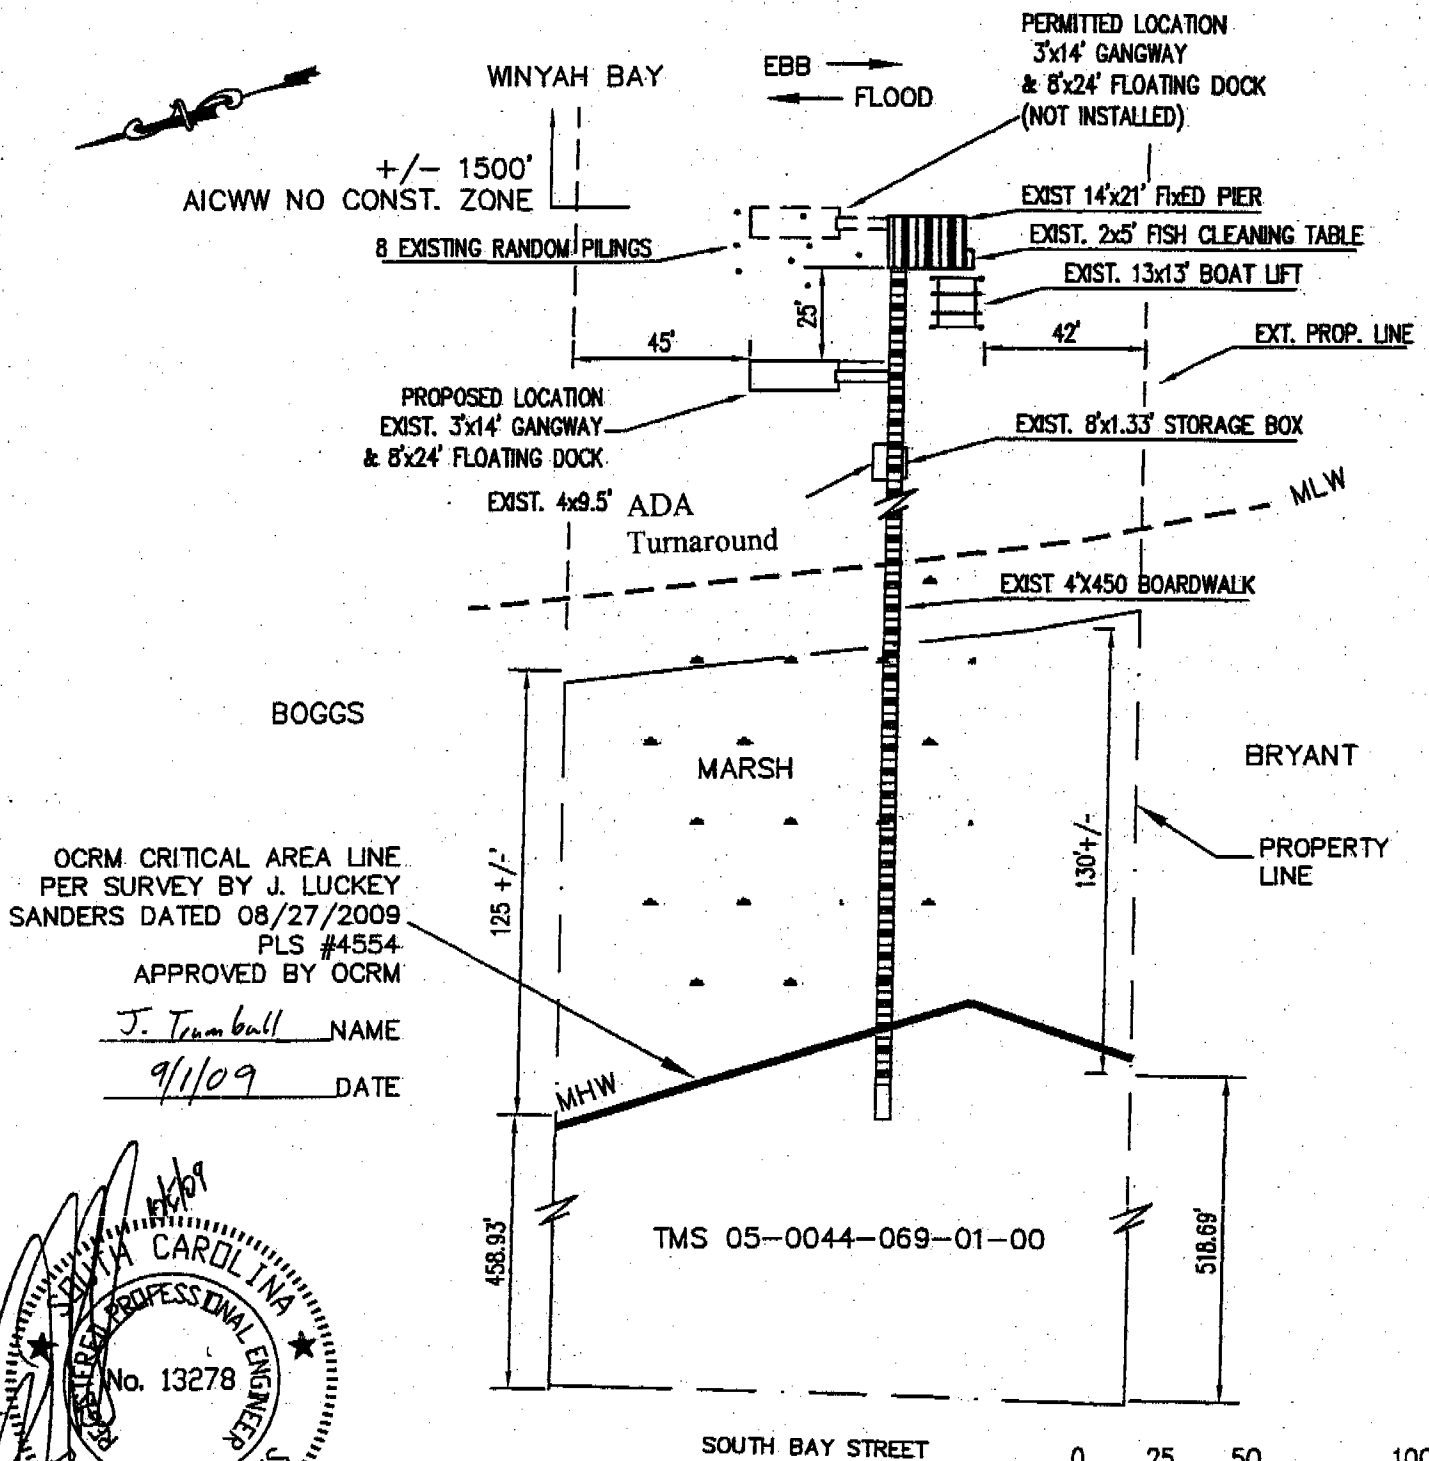 WINYAH BAY
EBB
FLOOD
PERMITTED LOCATION
3'x14' GANGWAY
& 8'x24' FLOATING DOCK
(NOT INSTALLED)
+/- 1500'
AICWW NO CONST. ZONE
8 EXISTING RANDOM PILINGS
EXIST 14'x21' FIXED PIER
EXIST. 2x5' FISH CLEANING TABLE
EXIST. 13x13' BOAT LIFT
25'
45'
42'
EXT. PROP. LINE
PROPOSED LOCATION
EXIST. 3'x14' GANGWAY
& 8'x24' FLOATING DOCK
EXIST. 8'x1.33' STORAGE BOX
EXIST. 4x9.5' ADA
Turnaround
MLW
EXIST 4'X450 BOARDWALK
BOGGS
MARSH
BRYANT
125 +/-'
130'+/-
PROPERTY
LINE
OCRM CRITICAL AREA LINE
PER SURVEY BY J. LUCKEY
SANDERS DATED 08/27/2009
PLS #4554
APPROVED BY OCRM
J. Trumball NAME
9/1/09 DATE
MHW
458.93'
TMS 05-0044-069-01-00
518.69'
SOUTH CAROLINA
REGISTERED PROFESSIONAL ENGINEER
No. 13278
SOUTH BAY STREET
0 25 50 100